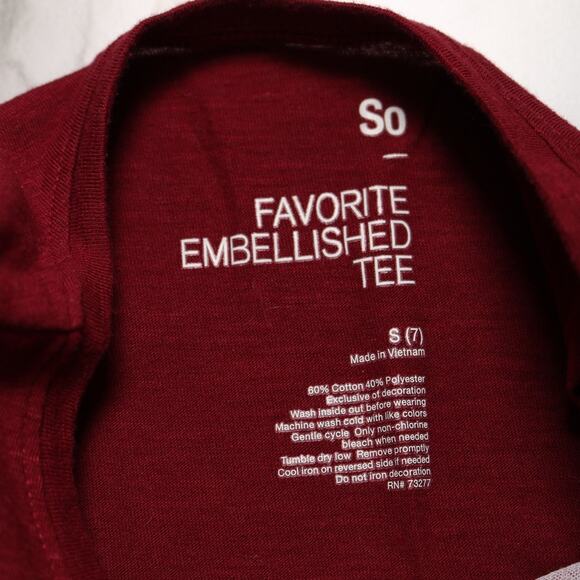 So
FAVORITE
EMBELLISHED
TEE
S (7)
Made in Vietnam
60% Cotton 40% Polyester
Exclusive of decoration
Wash inside out before wearing
Machine wash cold with like colors
Gentle cycle Only non-chlorine
bleach when needed
Tumble dry low Remove promptly
Cool iron on reversed side if needed
Do not iron decoration
RN# 73277